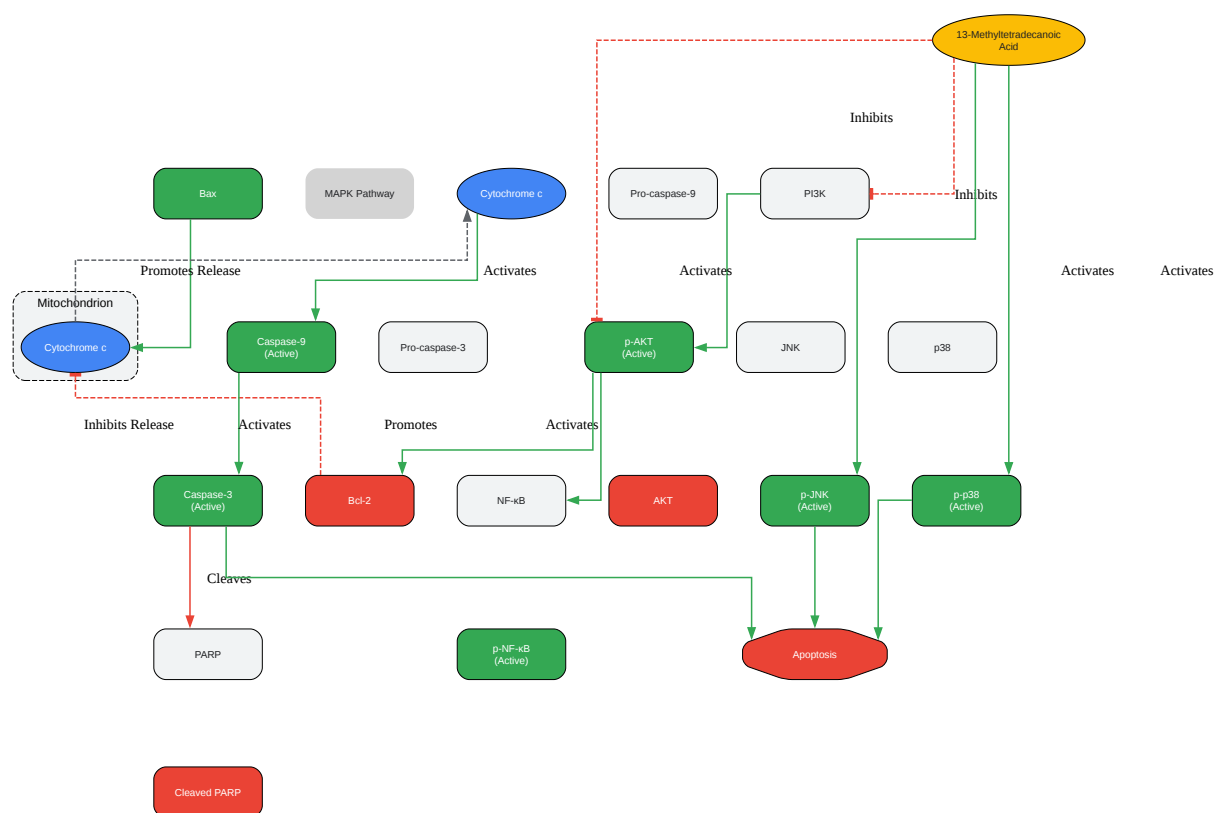 13-Methyltetradecanoic
Acid
Inhibits
Bax
MAPK Pathway
Cytochrome c
Pro-caspase-9
PI3K
Inhibits
Promotes Release
Activates
Activates
Activates
Activates
Mitochondrion
Cytochrome c
Caspase-9
(Active)
Pro-caspase-3
p-AKT
(Active)
JNK
p38
Inhibits Release
Activates
Promotes
Activates
Caspase-3
(Active)
Bcl-2
NF-κB
AKT
p-JNK
(Active)
p-p38
(Active)
Cleaves
PARP
p-NF-κB
(Active)
Apoptosis
Cleaved PARP